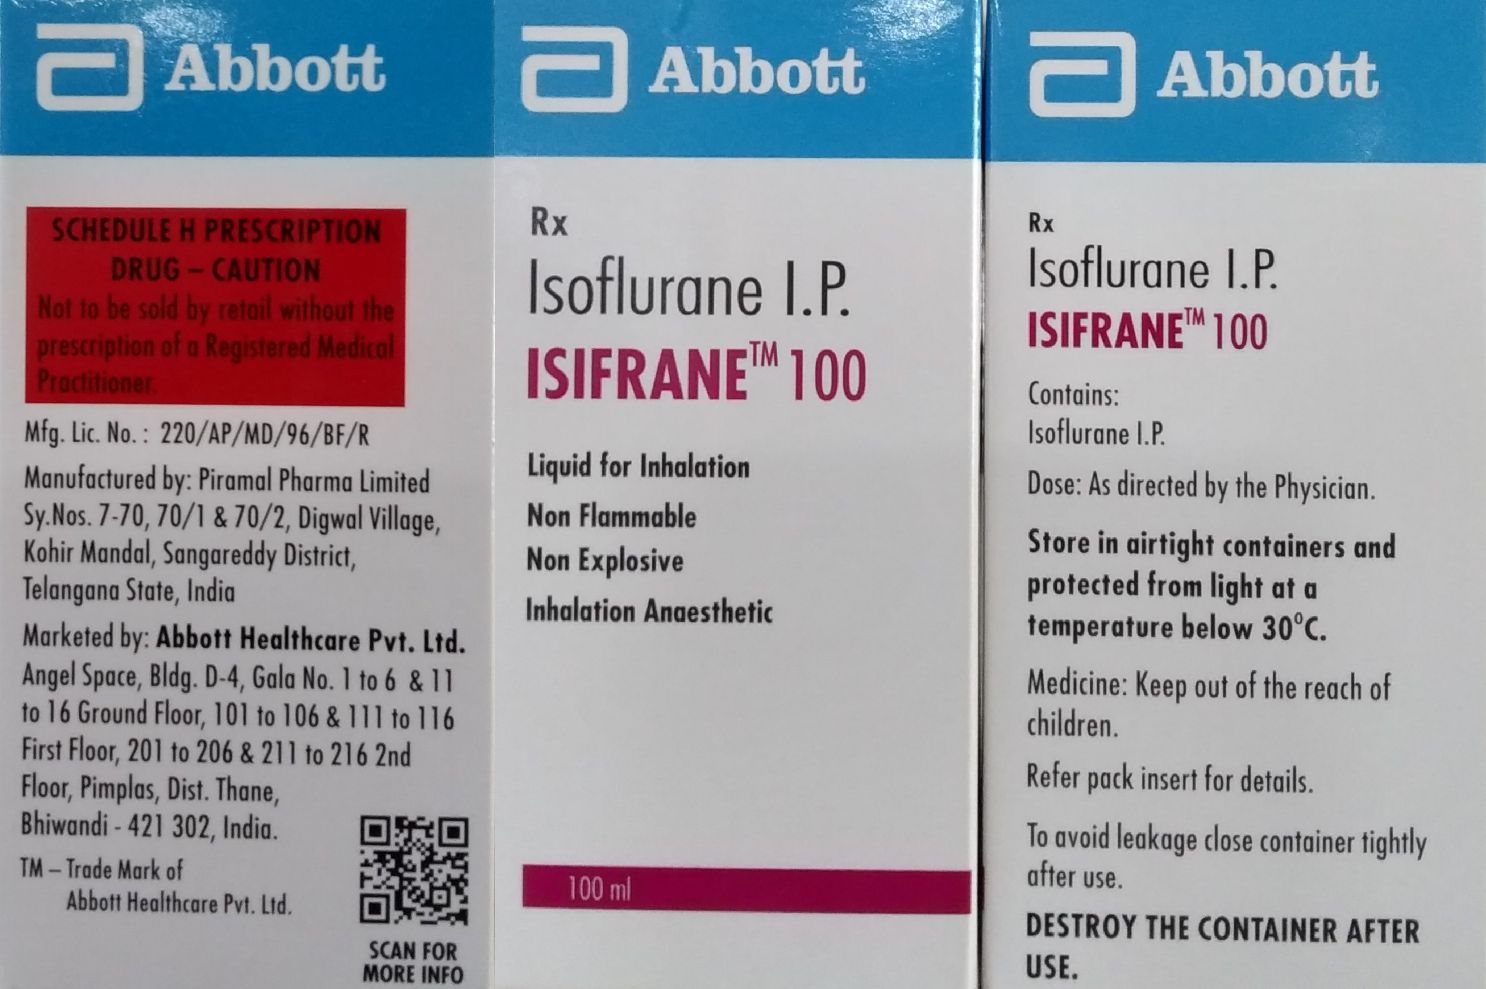 Abbott
SCHEDULE H PRESCRIPTION
DRUG – CAUTION
Not to be sold by retail without the
prescription of a Registered Medical
Practitioner.
Mfg. Lic. No. : 220/AP/MD/96/BF/R
Manufactured by: Piramal Pharma Limited
Sy.Nos. 7-70, 70/1 & 70/2, Digwal Village,
Kohir Mandal, Sangareddy District,
Telangana State, India
Marketed by: Abbott Healthcare Pvt. Ltd.
Angel Space, Bldg. D-4, Gala No. 1 to 6 & 11
to 16 Ground Floor, 101 to 106 & 111 to 116
First Floor, 201 to 206 & 211 to 216 2nd
Floor, Pimplas, Dist. Thane,
Bhiwandi - 421 302, India.
TM – Trade Mark of
Abbott Healthcare Pvt. Ltd.
SCAN FOR
MORE INFO
Abbott
Rx
Isoflurane I.P.
ISIFRANE™ 100
Liquid for Inhalation
Non Flammable
Non Explosive
Inhalation Anaesthetic
100 ml
Abbott
Rx
Isoflurane I.P.
ISIFRANE™ 100
Contains:
Isoflurane I.P.
Dose: As directed by the Physician.
Store in airtight containers and
protected from light at a
temperature below 30°C.
Medicine: Keep out of the reach of
children.
Refer pack insert for details.
To avoid leakage close container tightly
after use.
DESTROY THE CONTAINER AFTER
USE.